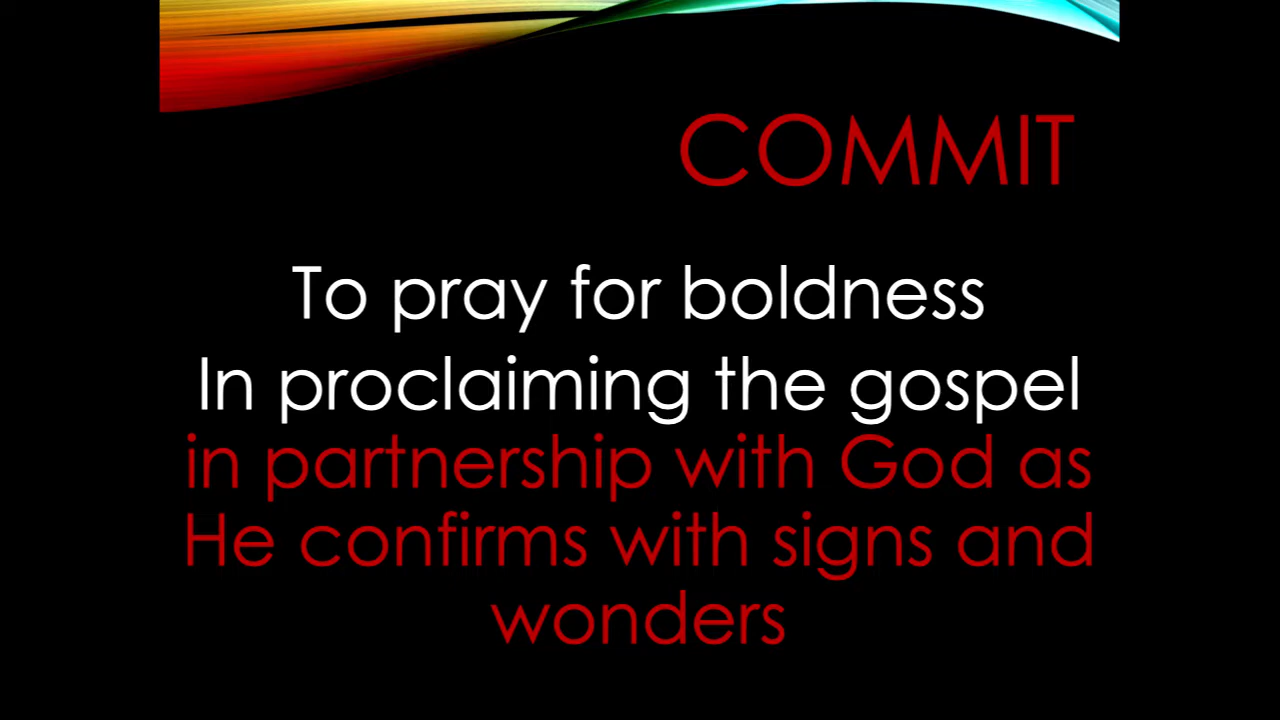 COMMIT
To pray for boldness
In proclaiming the gospel
in partnership with God as
He confirms with signs and
wonders